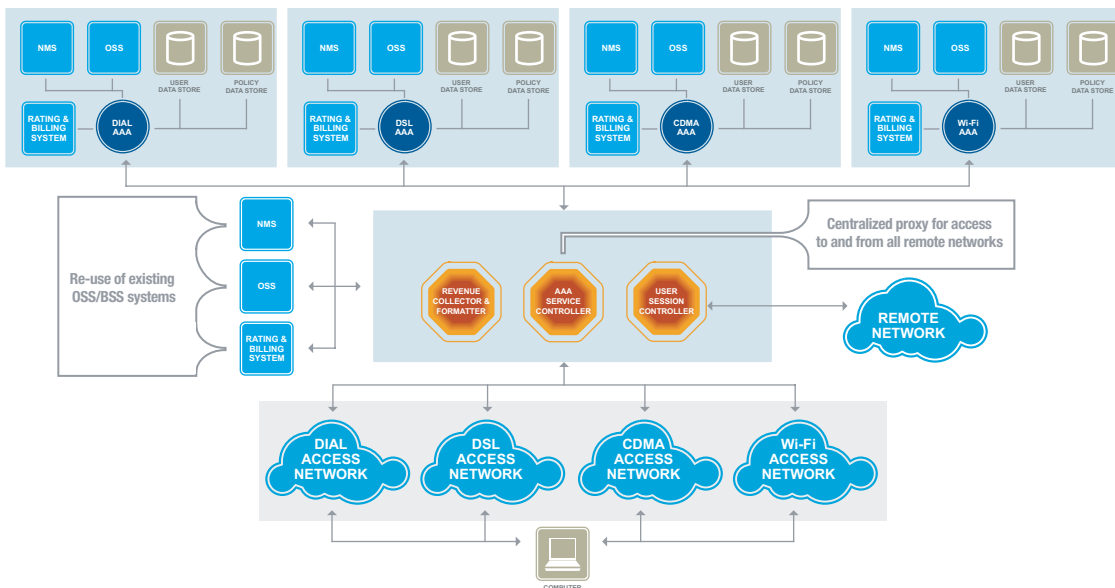 NMS
OSS
USER
DATA STORE
POLICY
DATA STORE
RATING &
BILLING
SYSTEM
DIAL
AAA
NMS
OSS
USER
DATA STORE
POLICY
DATA STORE
RATING &
BILLING
SYSTEM
DSL
AAA
NMS
OSS
USER
DATA STORE
POLICY
DATA STORE
RATING &
BILLING
SYSTEM
CDMA
AAA
NMS
OSS
USER
DATA STORE
POLICY
DATA STORE
RATING &
BILLING
SYSTEM
Wi-Fi
AAA
Re-use of existing
OSS/BSS systems
NMS
OSS
RATING &
BILLING
SYSTEM
REVENUE
COLLECTOR &
FORMATTER
AAA
SERVICE
CONTROLLER
USER
SESSION
CONTROLLER
Centralized proxy for access
to and from all remote networks
REMOTE
NETWORK
DIAL
ACCESS
NETWORK
DSL
ACCESS
NETWORK
CDMA
ACCESS
NETWORK
Wi-Fi
ACCESS
NETWORK
COMPUTER